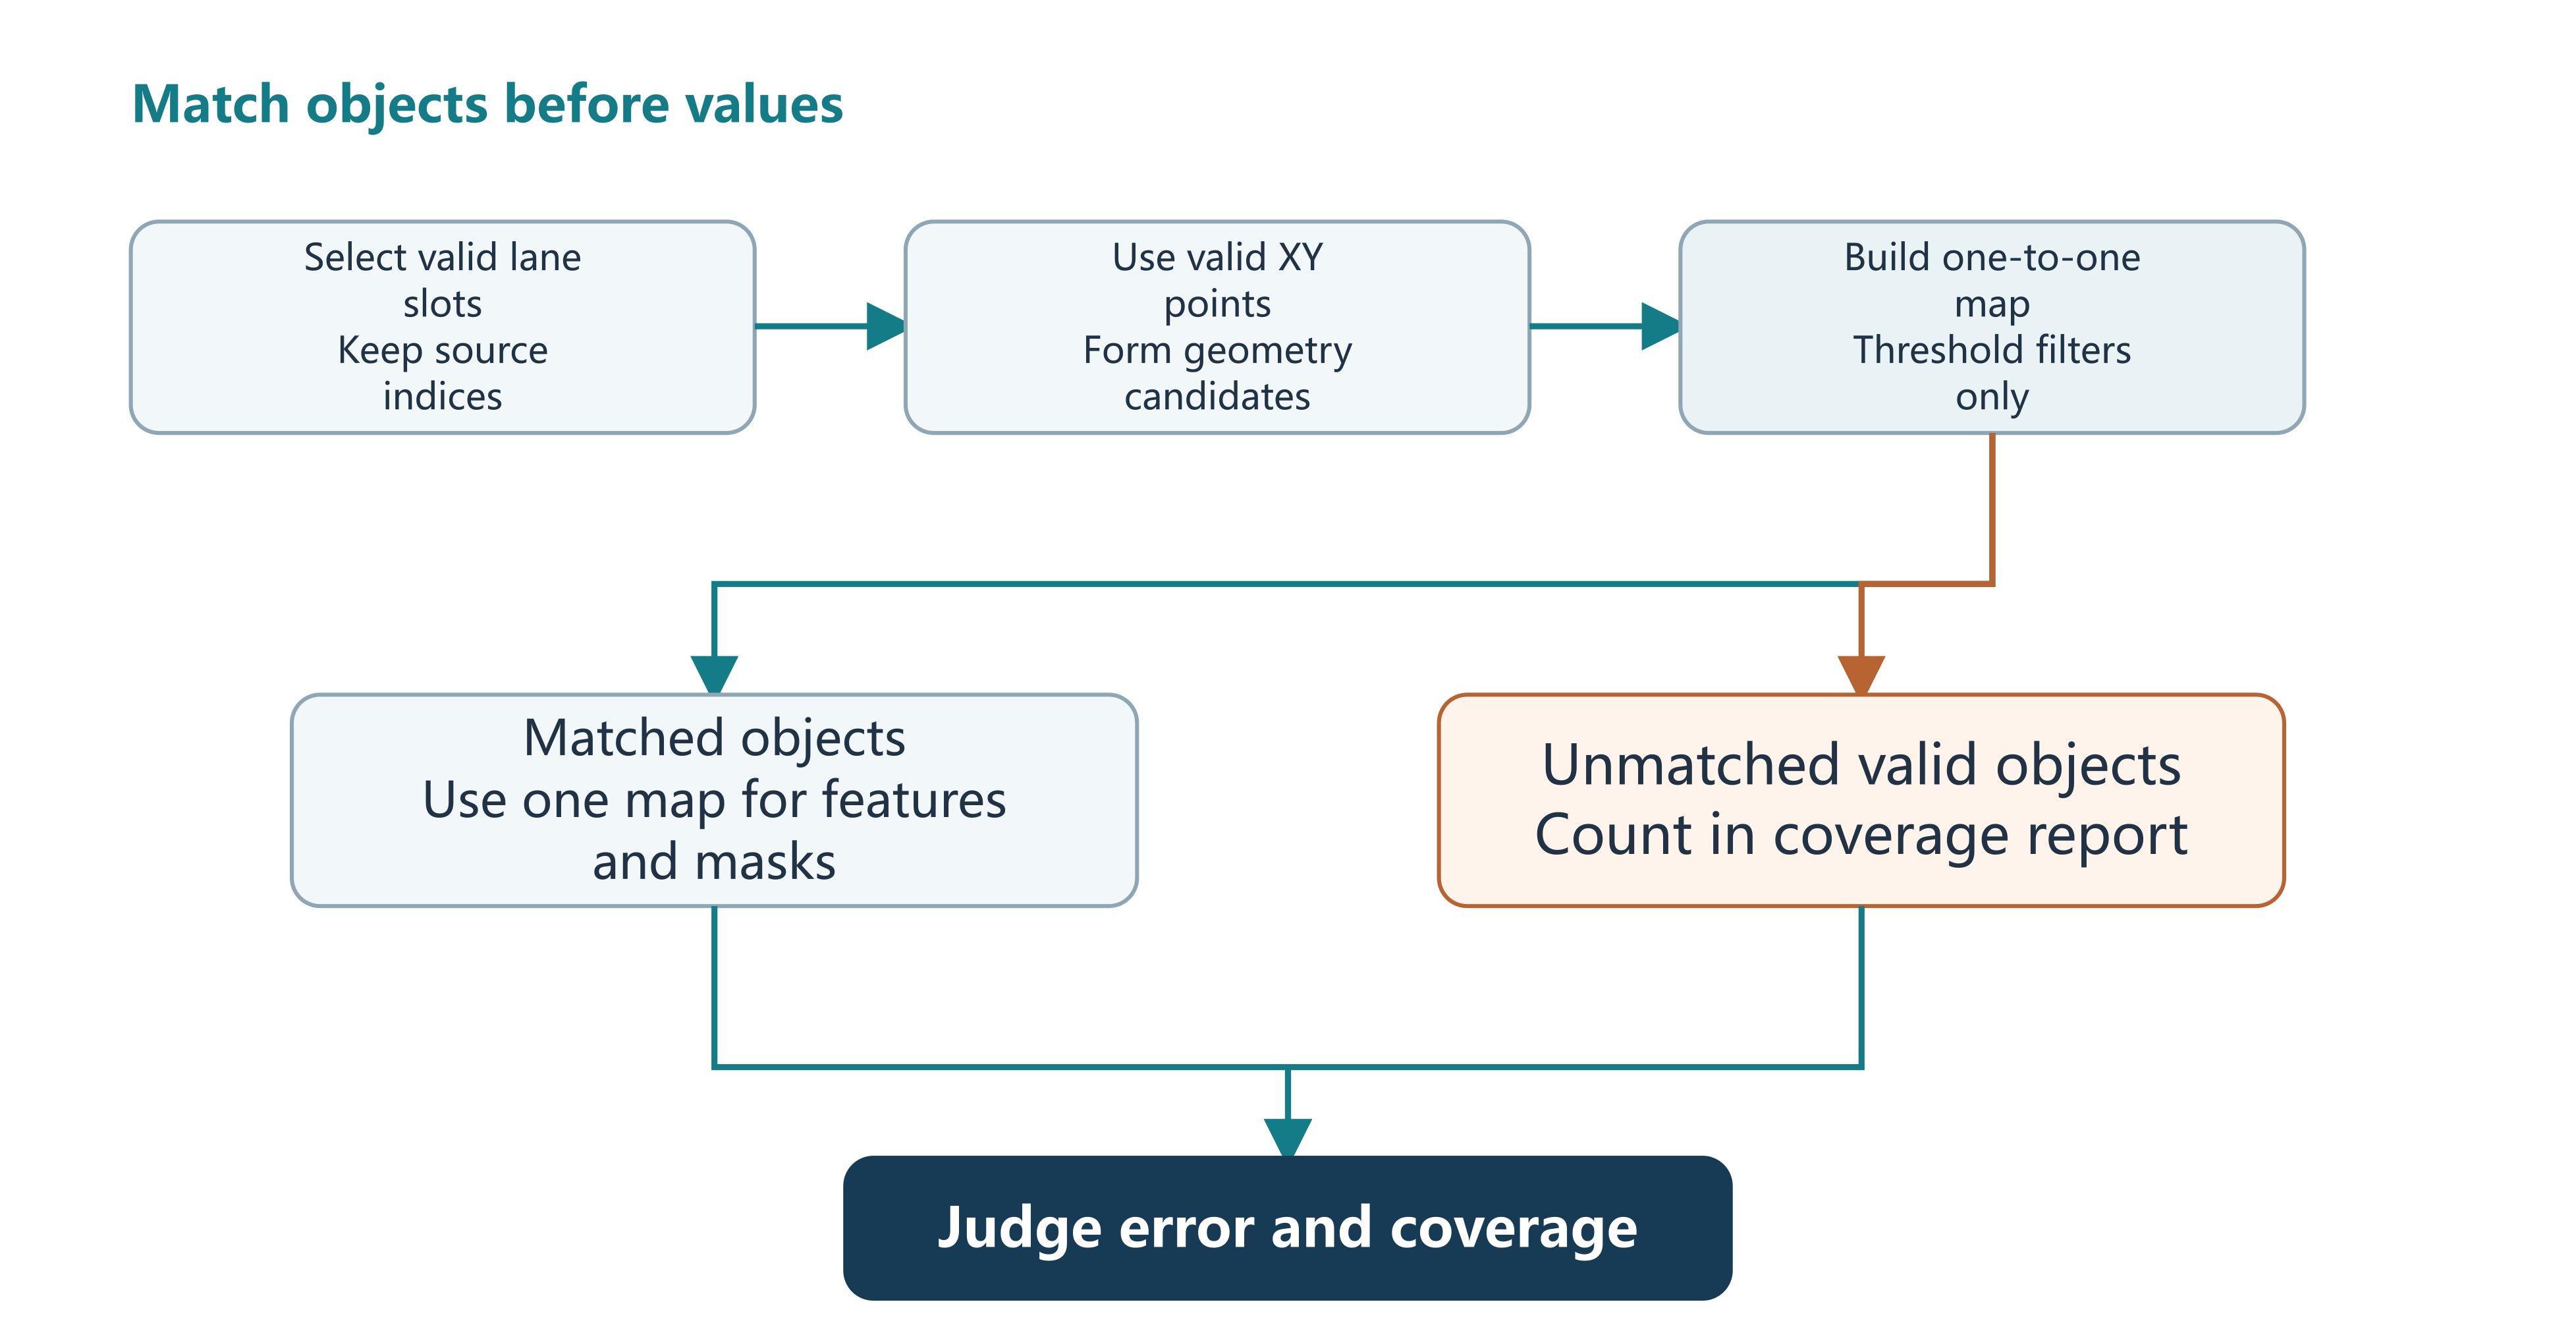 Match objects before values
Select valid lane
slots
Keep source
indices
Use valid XY
points
Form geometry
candidates
Build one-to-one
map
Threshold filters
only
Matched objects
Use one map for features
and masks
Unmatched valid objects
Count in coverage report
Judge error and coverage